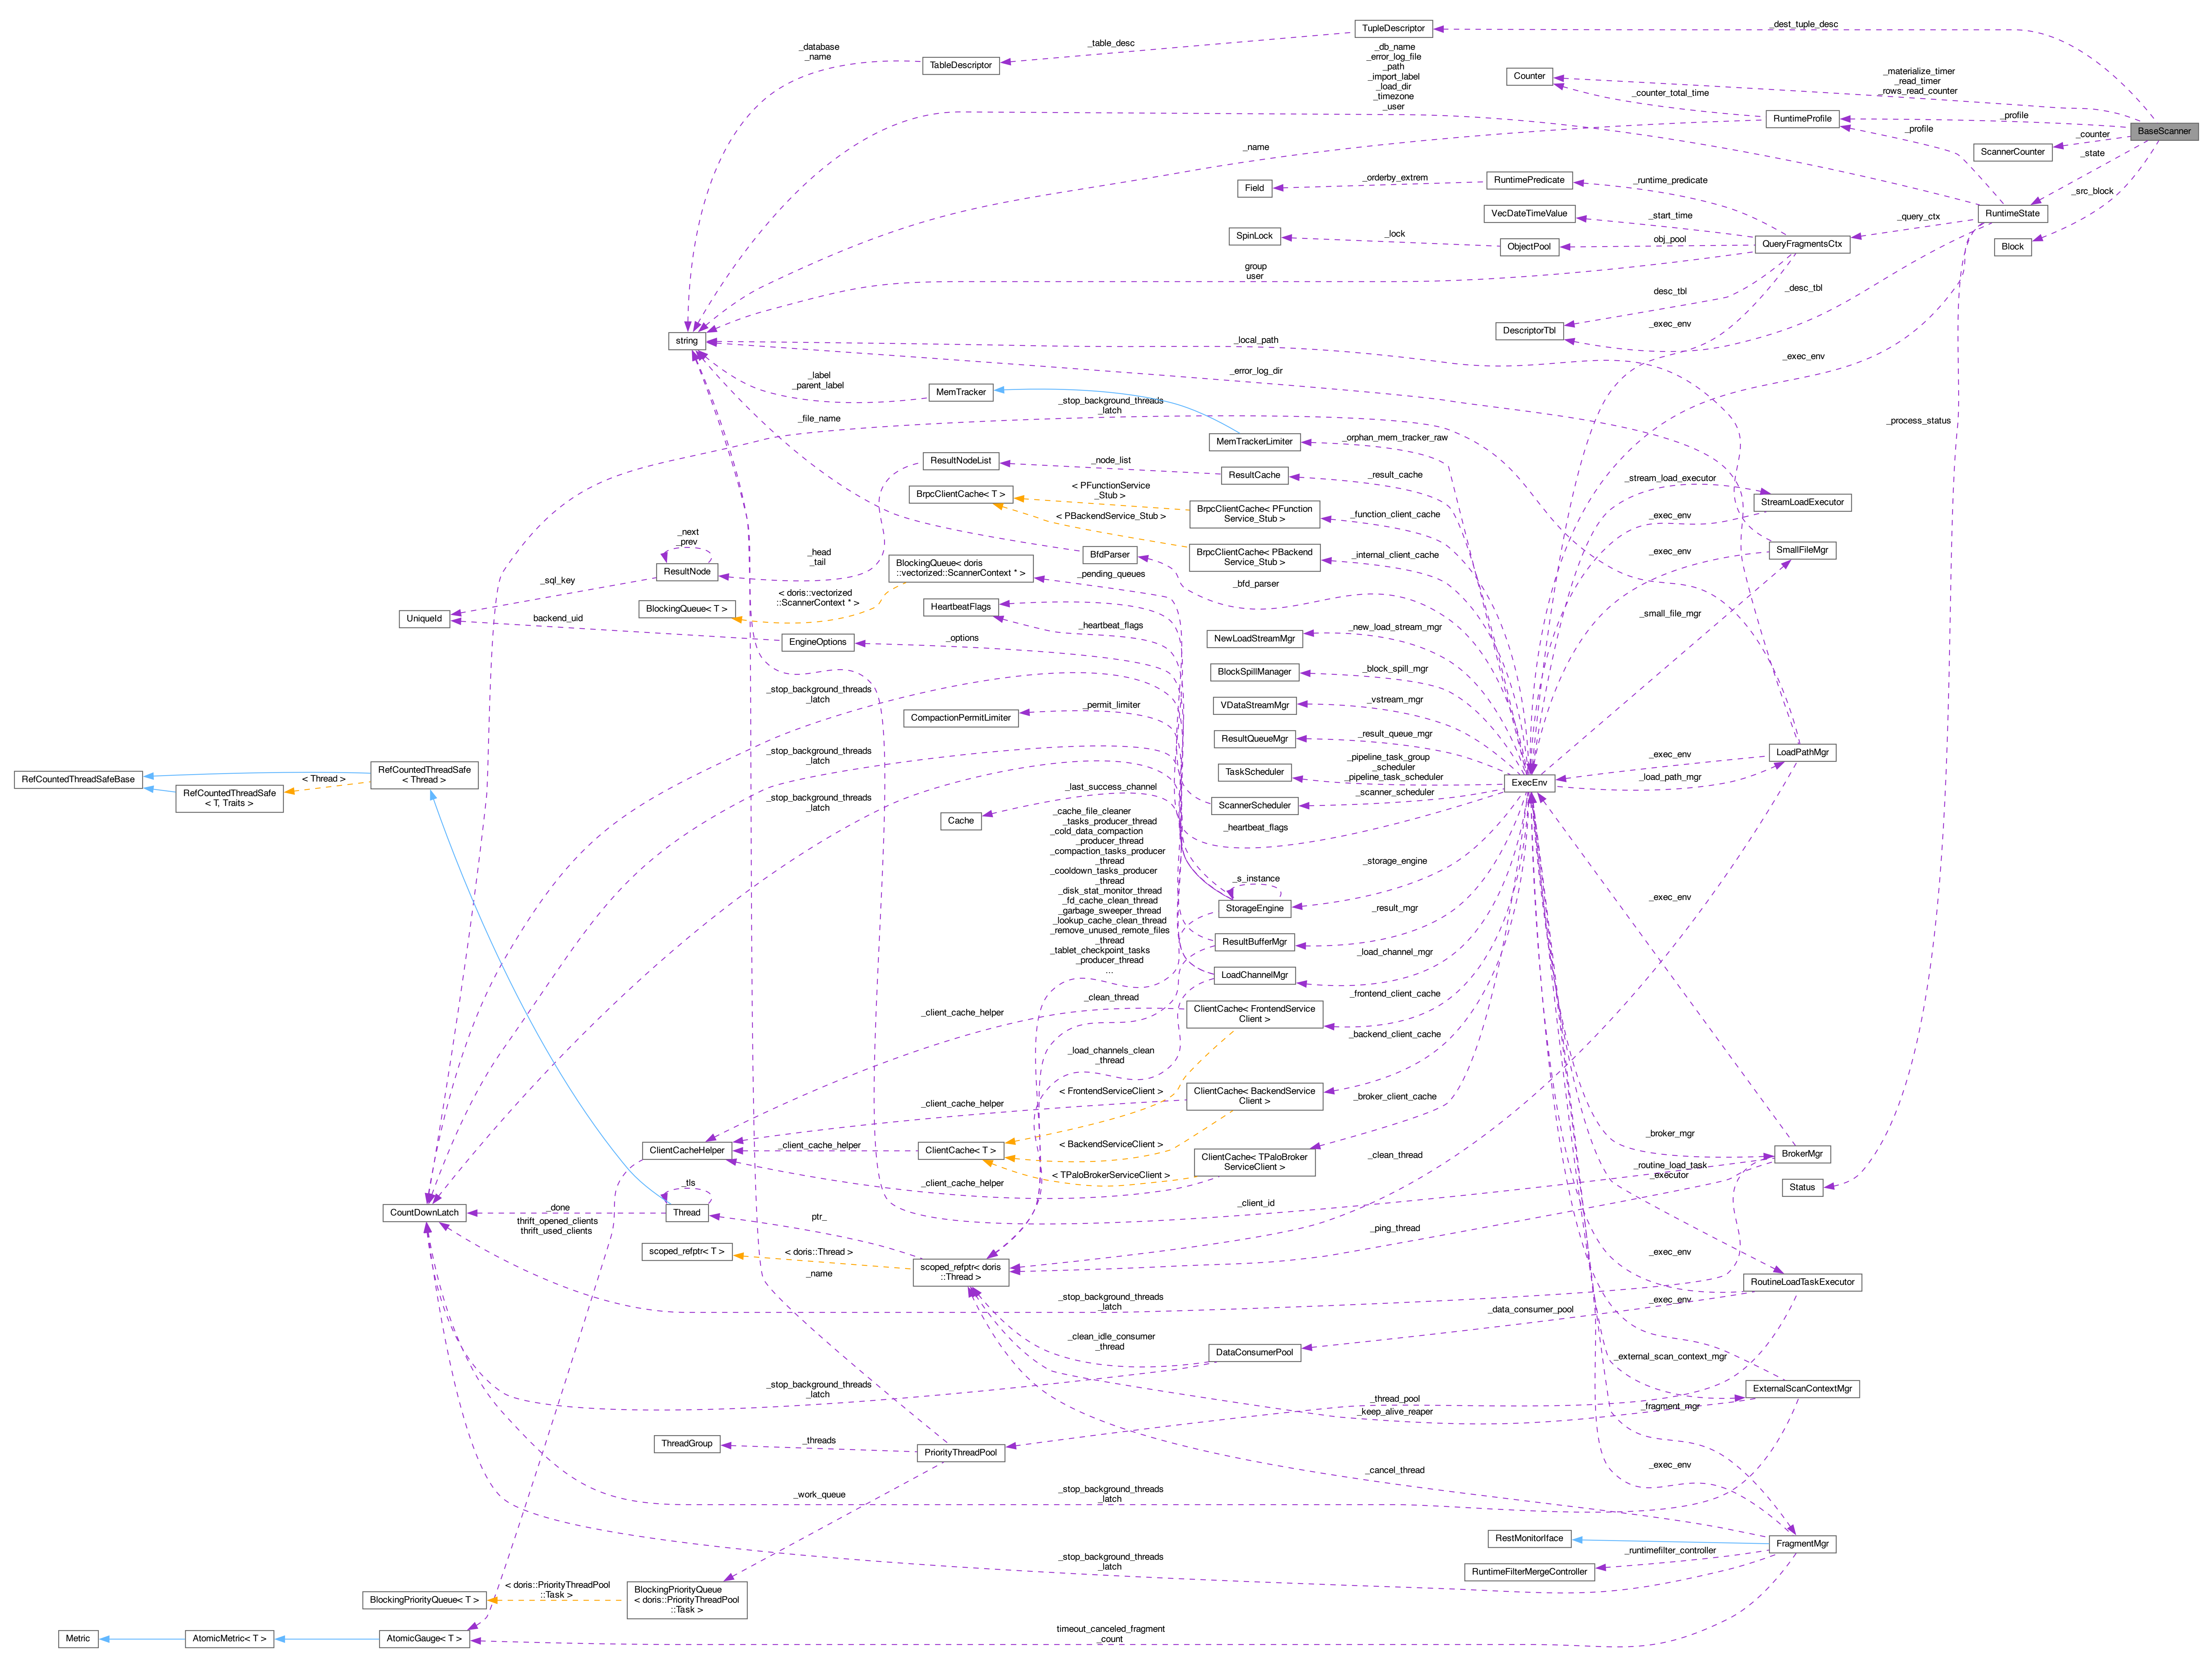 _dest_tuple_desc
TupleDescriptor
_database
_name
_table_desc
TableDescriptor
_db_name
_error_log_file
_path
_import_label
_load_dir
_timezone
_user
Counter
_materialize_timer
_read_timer
_rows_read_counter
_counter_total_time
RuntimeProfile
_profile
_profile
BaseScanner
_counter
ScannerCounter
_state
_name
Field
_orderby_extrem
RuntimePredicate
_runtime_predicate
_src_block
VecDateTimeValue
_start_time
_query_ctx
RuntimeState
SpinLock
_lock
ObjectPool
obj_pool
QueryFragmentsCtx
Block
group
user
desc_tbl
_desc_tbl
DescriptorTbl
_exec_env
string
_local_path
_exec_env
_error_log_dir
_label
_parent_label
MemTracker
_stop_background_threads
_latch
_file_name
_process_status
MemTrackerLimiter
_orphan_mem_tracker_raw
ResultNodeList
_node_list
ResultCache
_result_cache
_stream_load_executor
BrpcClientCache< T >
< PFunctionService
_Stub >
StreamLoadExecutor
BrpcClientCache< PFunction
Service_Stub >
_function_client_cache
_exec_env
< PBackendService_Stub >
_next
_prev
_head
_tail
BfdParser
BrpcClientCache< PBackend
Service_Stub >
_internal_client_cache
_exec_env
SmallFileMgr
ResultNode
BlockingQueue< doris
::vectorized::ScannerContext * >
_pending_queues
_bfd_parser
_sql_key
< doris::vectorized
::ScannerContext * >
BlockingQueue< T >
HeartbeatFlags
UniqueId
backend_uid
_heartbeat_flags
_small_file_mgr
EngineOptions
_options
NewLoadStreamMgr
_new_load_stream_mgr
BlockSpillManager
_block_spill_mgr
_stop_background_threads
_latch
VDataStreamMgr
_vstream_mgr
CompactionPermitLimiter
_permit_limiter
ResultQueueMgr
_result_queue_mgr
_stop_background_threads
_latch
LoadPathMgr
_exec_env
RefCountedThreadSafeBase
< Thread >
RefCountedThreadSafe
< Thread >
TaskScheduler
_pipeline_task_group
_scheduler
_pipeline_task_scheduler
ExecEnv
_load_path_mgr
RefCountedThreadSafe
< T, Traits >
_stop_background_threads
_latch
_last_success_channel
ScannerScheduler
_scanner_scheduler
Cache
_heartbeat_flags
_cache_file_cleaner
_tasks_producer_thread
_cold_data_compaction
_producer_thread
_compaction_tasks_producer
_thread
_cooldown_tasks_producer
_thread
_disk_stat_monitor_thread
_fd_cache_clean_thread
_garbage_sweeper_thread
_lookup_cache_clean_thread
_remove_unused_remote_files
_thread
_tablet_checkpoint_tasks
_producer_thread
...
_storage_engine
_s_instance
StorageEngine
_exec_env
_result_mgr
ResultBufferMgr
_load_channel_mgr
LoadChannelMgr
_clean_thread
_client_cache_helper
ClientCache< FrontendService
Client >
_frontend_client_cache
_backend_client_cache
_load_channels_clean
_thread
< FrontendServiceClient >
ClientCache< BackendService
Client >
_broker_client_cache
_client_cache_helper
_broker_mgr
ClientCacheHelper
_client_cache_helper
ClientCache< T >
< BackendServiceClient >
ClientCache< TPaloBroker
ServiceClient >
_clean_thread
BrokerMgr
_routine_load_task
_executor
< TPaloBrokerServiceClient >
_client_cache_helper
Status
_tls
_client_id
CountDownLatch
_done
Thread
ptr_
thrift_opened_clients
thrift_used_clients
_ping_thread
scoped_refptr< T >
< doris::Thread >
scoped_refptr< doris
::Thread >
_exec_env
_name
RoutineLoadTaskExecutor
_stop_background_threads
_latch
_exec_env
_data_consumer_pool
_clean_idle_consumer
_thread
DataConsumerPool
_external_scan_context_mgr
_stop_background_threads
_latch
ExternalScanContextMgr
_thread_pool
_keep_alive_reaper
_fragment_mgr
ThreadGroup
_threads
PriorityThreadPool
_cancel_thread
_exec_env
_work_queue
_stop_background_threads
_latch
RestMonitorIface
FragmentMgr
_stop_background_threads
_latch
_runtimefilter_controller
RuntimeFilterMergeController
BlockingPriorityQueue< T >
< doris::PriorityThreadPool
::Task >
BlockingPriorityQueue
< doris::PriorityThreadPool
::Task >
Metric
AtomicMetric< T >
AtomicGauge< T >
timeout_canceled_fragment
_count